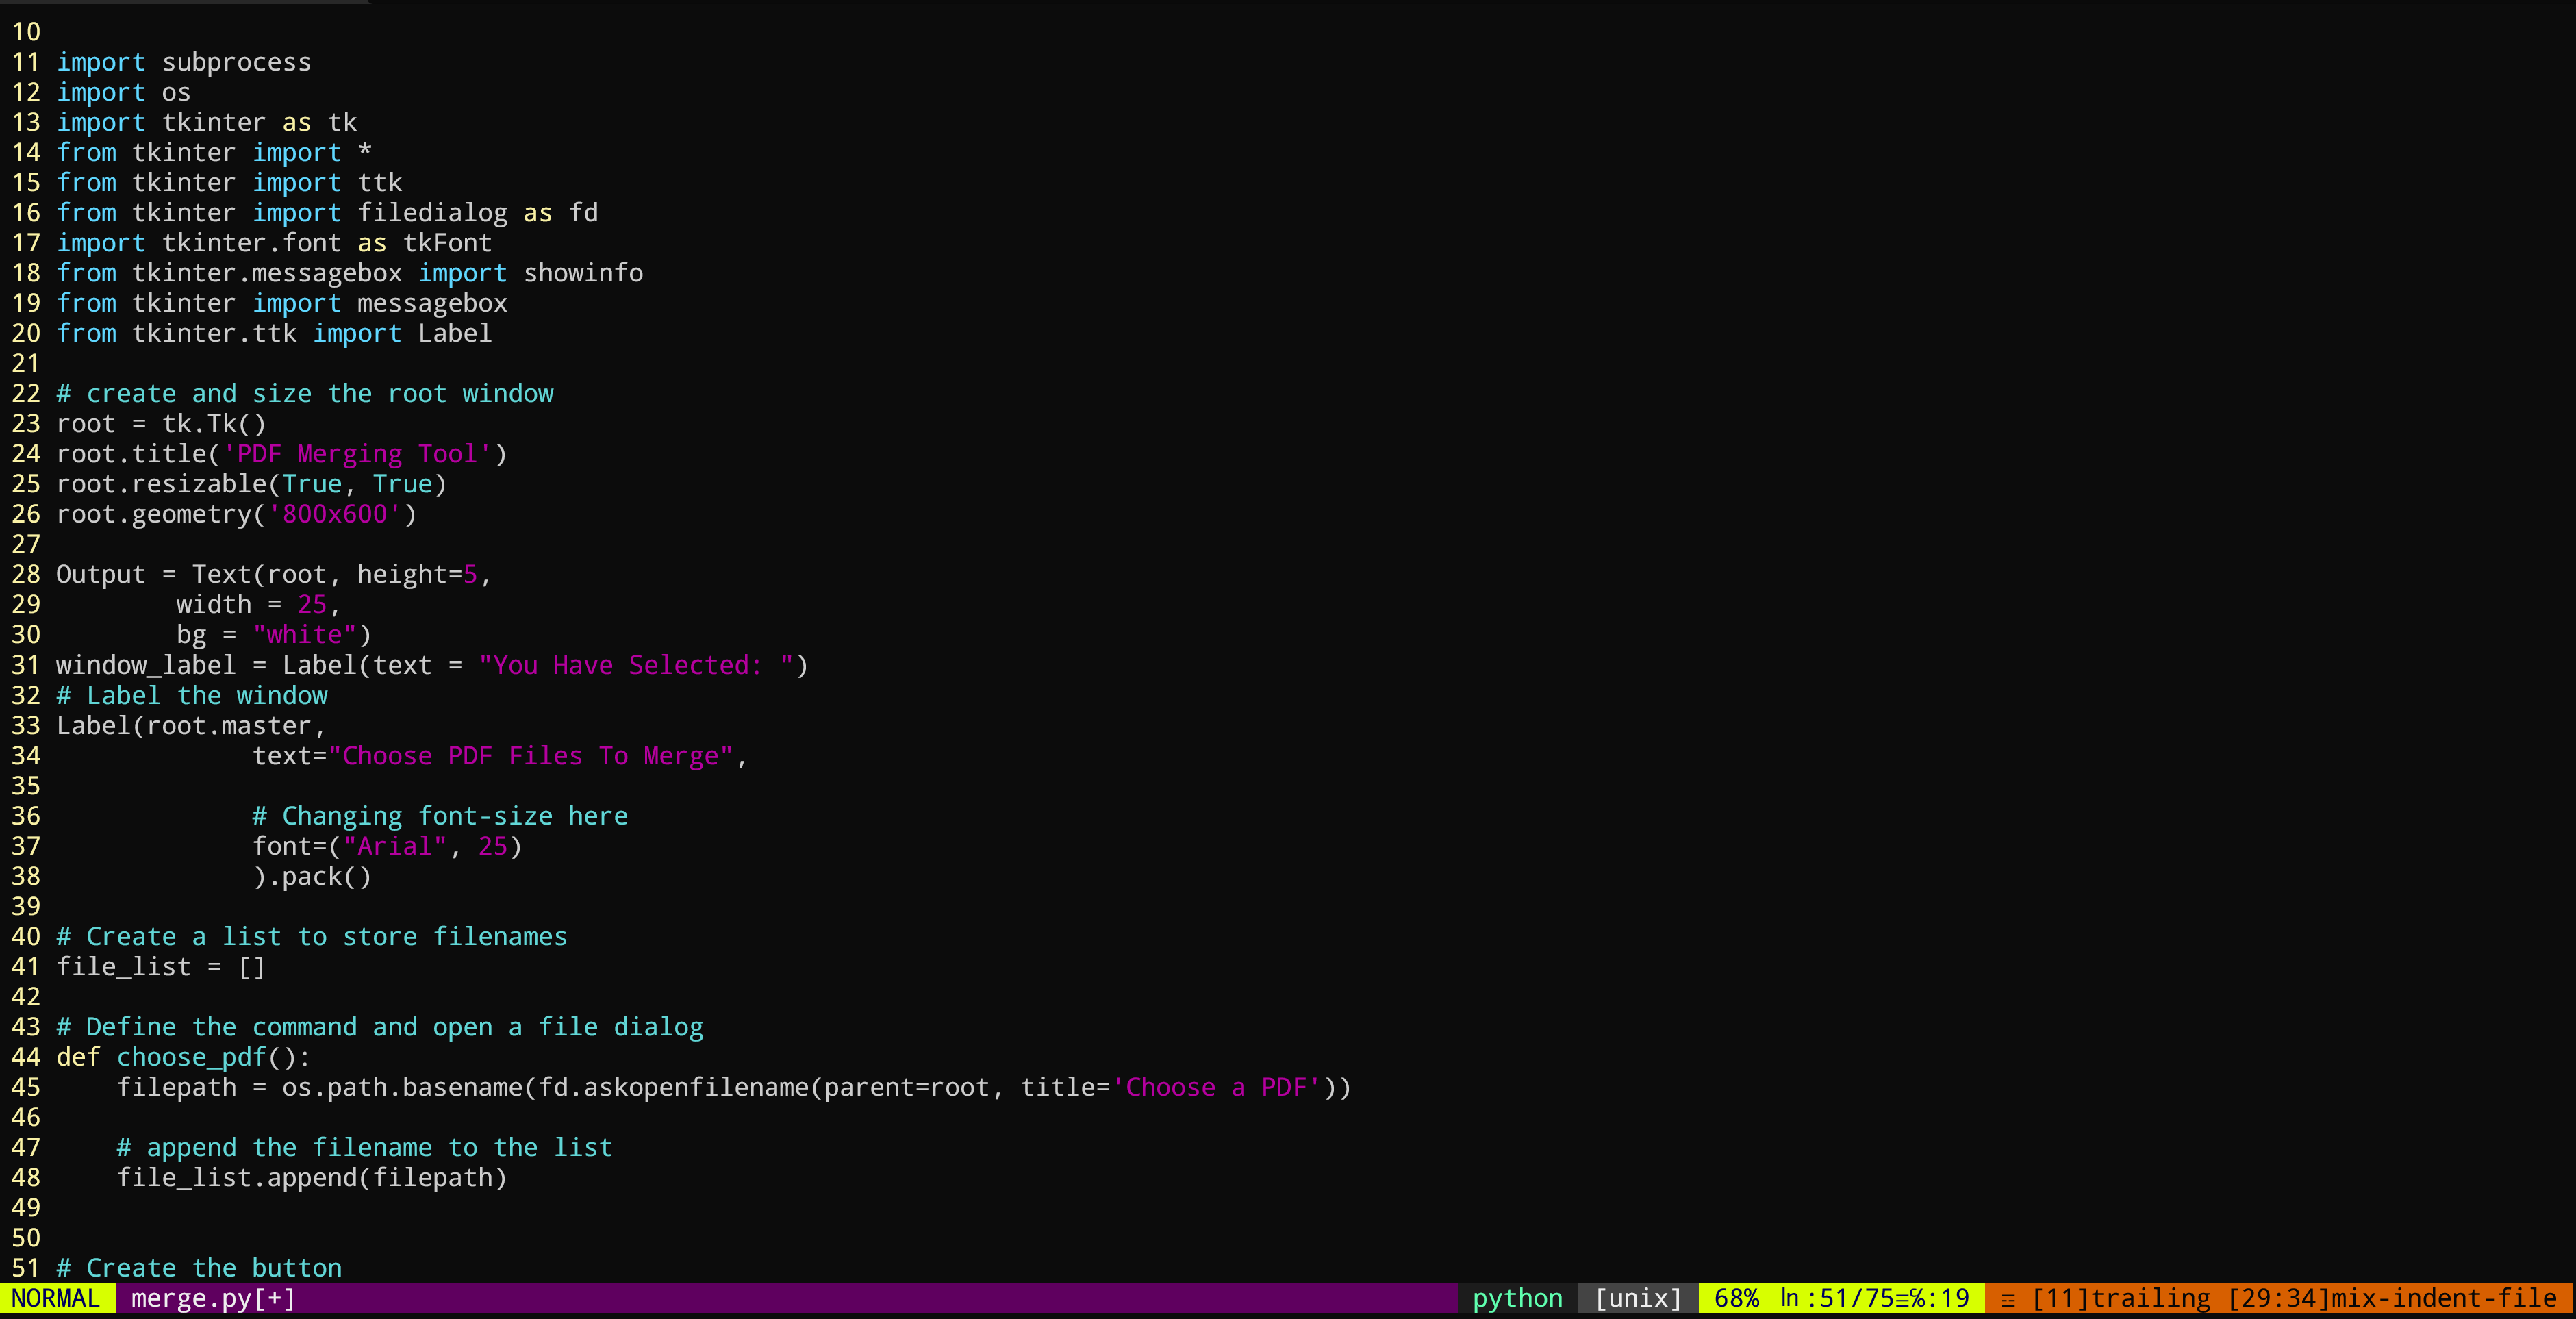 10
11 import subprocess
12 import os
13 import tkinter as tk
14 from tkinter import *
15 from tkinter import ttk
16 from tkinter import filedialog as fd
17 import tkinter.font as tkFont
18 from tkinter.messagebox import showinfo
19 from tkinter import messagebox
20 from tkinter.ttk import Label
21
22 # create and size the root window
23 root = tk.Tk()
24 root.title('PDF Merging Tool')
25 root.resizable(True, True)
26 root.geometry('800x600')
27
28 Output = Text(root, height=5,
29         width = 25,
30         bg = "white")
31 window_label = Label(text = "You Have Selected: ")
32 # Label the window
33 Label(root.master,
34              text="Choose PDF Files To Merge",
35
36              # Changing font-size here
37              font=("Arial", 25)
38              ).pack()
39
40 # Create a list to store filenames
41 file_list = []
42
43 # Define the command and open a file dialog
44 def choose_pdf():
45     filepath = os.path.basename(fd.askopenfilename(parent=root, title='Choose a PDF'))
46
47     # append the filename to the list
48     file_list.append(filepath)
49
50
51 # Create the button
NORMAL merge.py[+] python [unix] 68% ln :51/75≡℅:19 ☲ [11]trailing [29:34]mix-indent-file